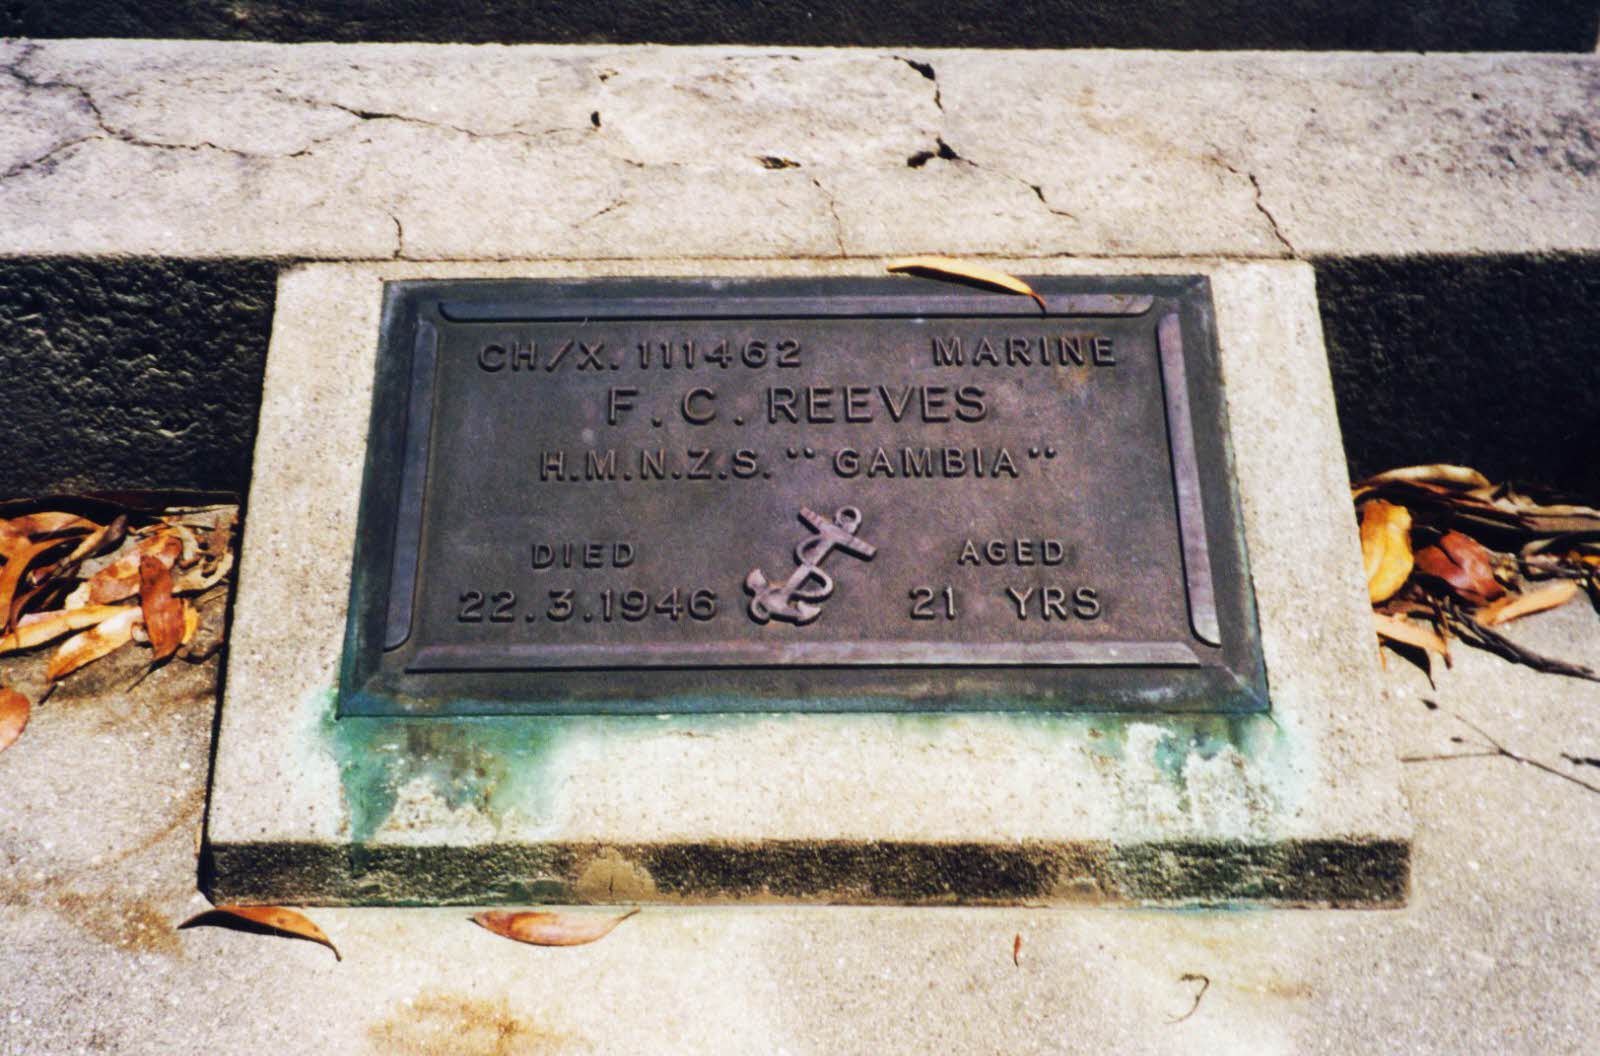 CH/X. 111462 MARINE
F. C. REEVES
H.M.N.Z.S. "GAMBIA"
DIED AGED
22.3.1946 21 YRS